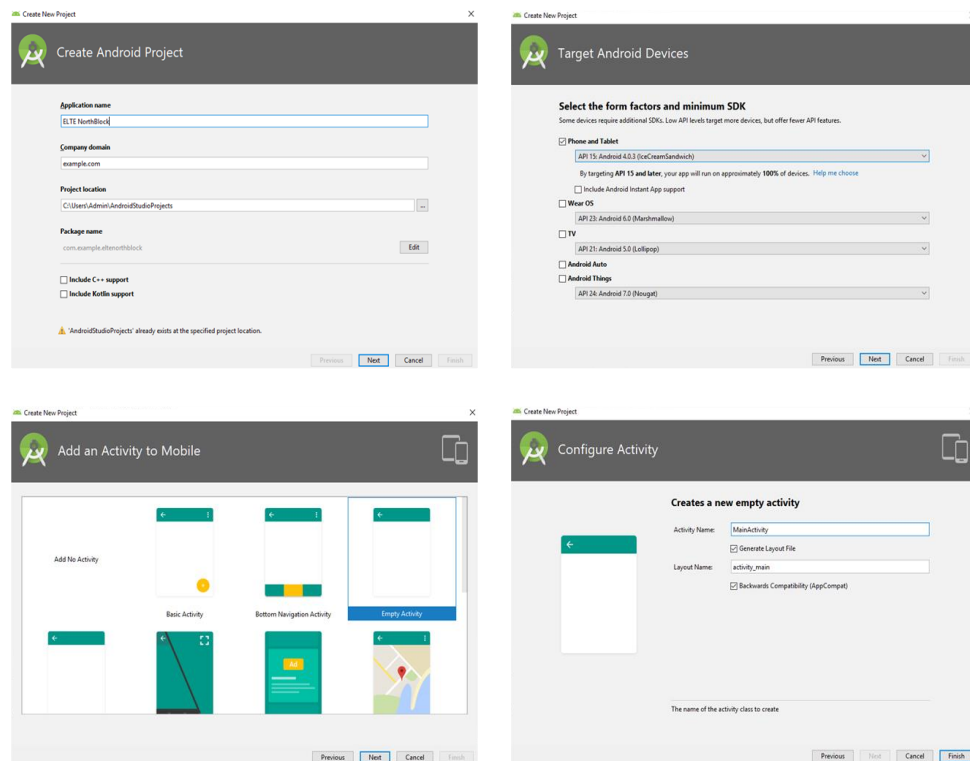 Create New Project
Create Android Project
Application name
ELTE NorthBlock
Company domain
example.com
Project location
C:\Users\Admin\AndroidStudioProjects
...
Package name
com.example.eltenorthblock
Edit
Include C++ support
Include Kotlin support
'AndroidStudioProjects' already exists at the specified project location.
Previous Next Cancel Finish
Create New Project
Target Android Devices
Select the form factors and minimum SDK
Some devices require additional SDKs. Low API levels target more devices, but offer fewer API features.
Phone and Tablet
API 15: Android 4.0.3 (IceCreamSandwich)
By targeting API 15 and later, your app will run on approximately 100% of devices. Help me choose
Include Android Instant App support
Wear OS
API 23: Android 6.0 (Marshmallow)
TV
API 21: Android 5.0 (Lollipop)
Android Auto
Android Things
API 24: Android 7.0 (Nougat)
Previous Next Cancel Finish
Create New Project
Add an Activity to Mobile
Add No Activity
Basic Activity
Bottom Navigation Activity
Empty Activity
Ad
Previous Next Cancel Finish
Create New Project
Configure Activity
Creates a new empty activity
Activity Name: MainActivity
Generate Layout File
Layout Name: activity_main
Backwards Compatibility (AppCompat)
The name of the activity class to create
Previous Next Cancel Finish